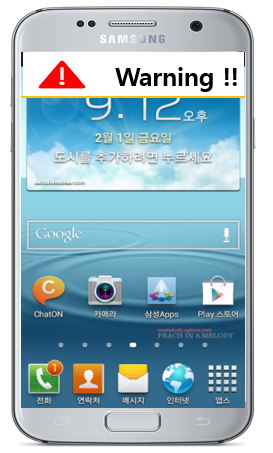 SAMSUNG
Warning !!
9:12 오후
2월 1일 금요일
도시를 추가하려면 누르세요
Google
ChatON
카메라
삼성Apps
Play 스토어
PEACH IN A MELODY
1
전화
연락처
메시지
인터넷
앱스